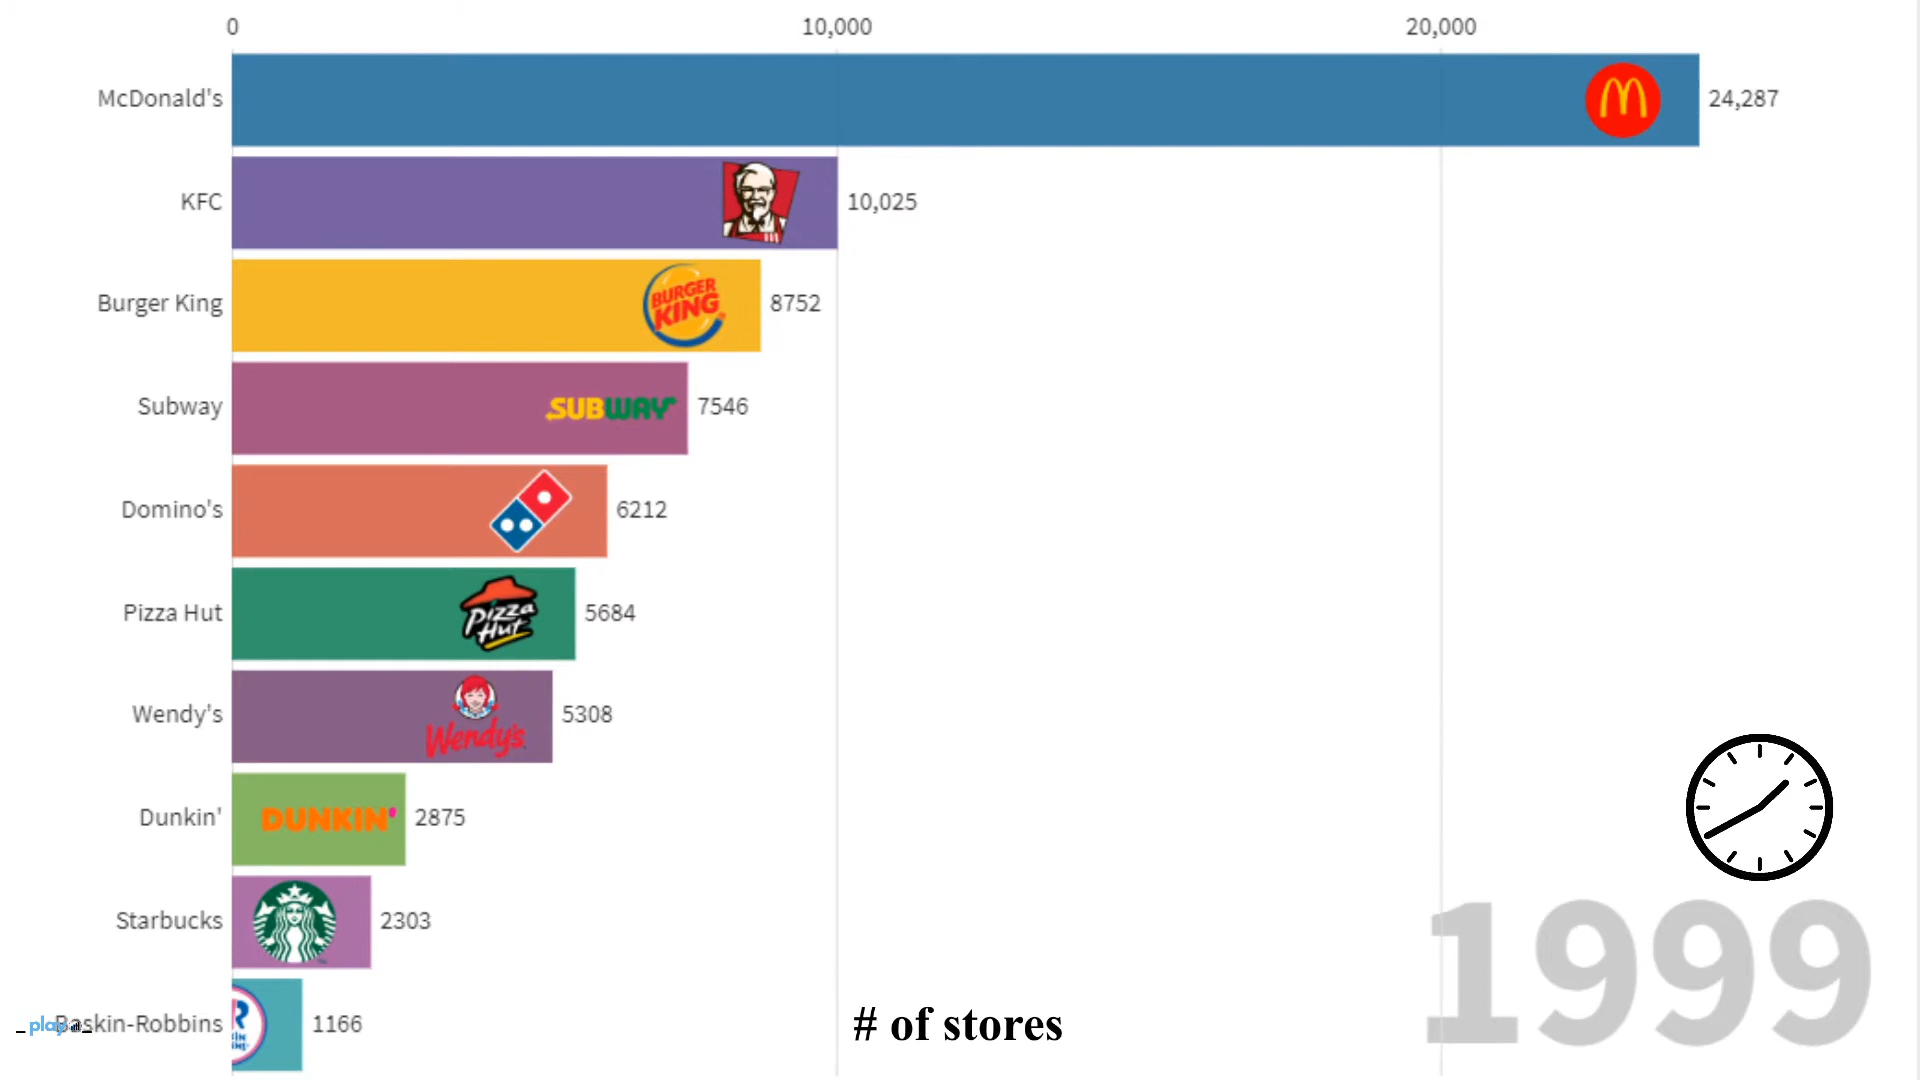 0 10,000 20,000
McDonald's 24,287
KFC 10,025
Burger King BURGER KING 8752
Subway SUBWAY 7546
Domino's 6212
Pizza Hut Pizza Hut 5684
Wendy's Wendy's 5308
Dunkin' DUNKIN' 2875
Starbucks 2303
Baskin-Robbins 1166
# of stores
1999